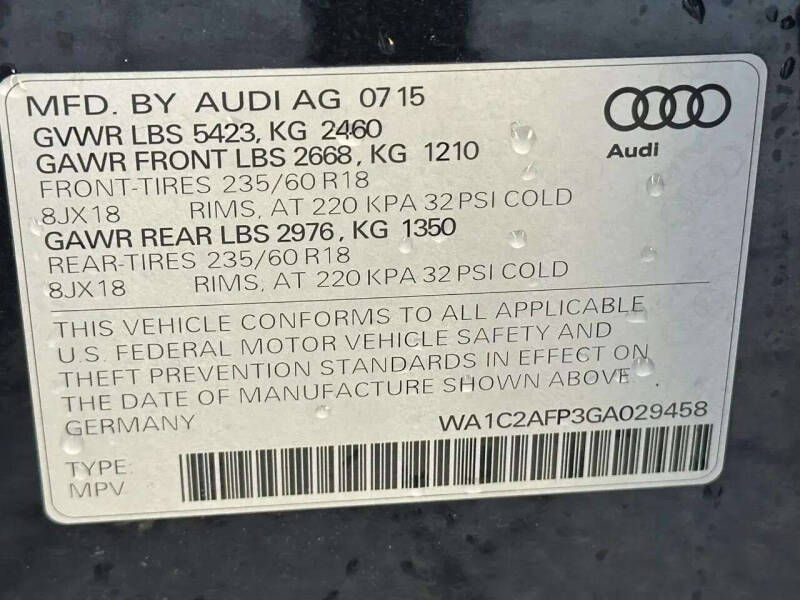 MFD. BY AUDI AG 07 15
GVWR LBS 5423, KG 2460
GAWR FRONT LBS 2668, KG 1210
FRONT-TIRES 235/60 R18
8JX18 RIMS, AT 220 KPA 32 PSI COLD
GAWR REAR LBS 2976, KG 1350
REAR-TIRES 235/60 R18
8JX18 RIMS, AT 220 KPA 32 PSI COLD
Audi
THIS VEHICLE CONFORMS TO ALL APPLICABLE
U.S. FEDERAL MOTOR VEHICLE SAFETY AND
THEFT PREVENTION STANDARDS IN EFFECT ON
THE DATE OF MANUFACTURE SHOWN ABOVE
GERMANY WA1C2AFP3GA029458
TYPE:
MPV